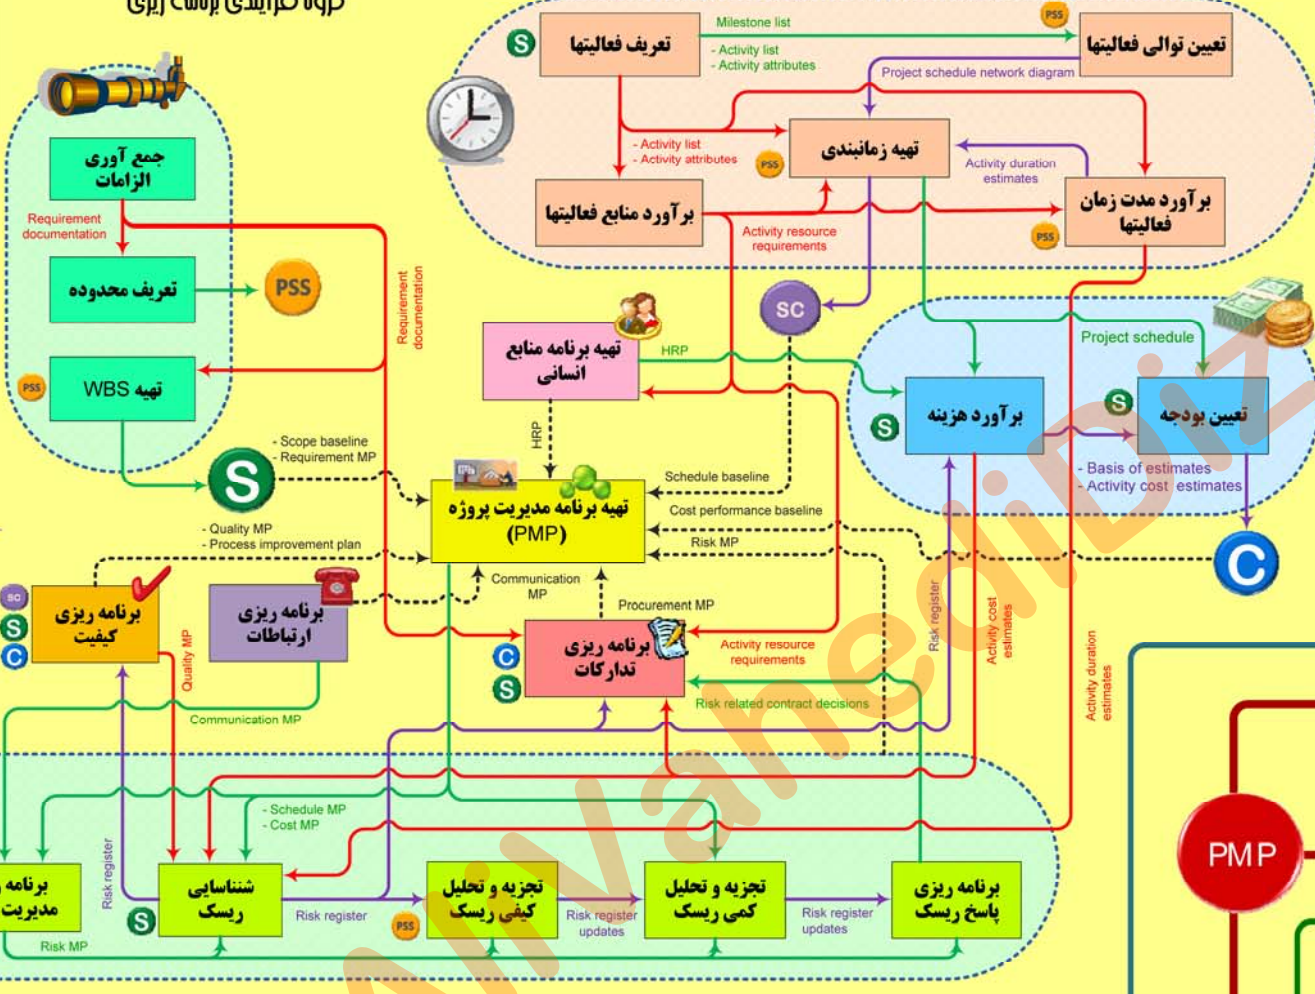 گروه فرآیندی برنامه ریزی
جمع آوری
الزامات
Requirement
documentation
تعریف محدوده
PSS
Requirement
documentation
تهیه WBS
PSS
S
- Scope baseline
- Requirement MP
S
تعریف فعالیتها
Milestone list
- Activity list
- Activity attributes
PSS
تعیین توالی فعالیتها
Project schedule network diagram
- Activity list
- Activity attributes
PSS
تهیه زمانبندی
Activity duration
estimates
برآورد منابع فعالیتها
Activity resource
requirements
PSS
برآورد مدت زمان
فعالیتها
SC
تهیه برنامه منابع
انسانی
HRP
HRP
Project schedule
S
برآورد هزینه
S
تعیین بودجه
- Basis of estimates
- Activity cost estimates
C
تهیه برنامه مدیریت پروژه
(PMP)
Schedule baseline
Cost performance baseline
Risk MP
- Quality MP
- Process improvement plan
Communication
MP
Procurement MP
SC
S
C
برنامه ریزی
کیفیت
Quality MP
برنامه ریزی
ارتباطات
Communication MP
C
S
برنامه ریزی
تدارکات
Activity resource
requirements
Risk related contract decisions
Risk register
Activity cost
estimates
Activity duration
estimates
- Schedule MP
- Cost MP
Risk register
برنامه
مدیریت
Risk MP
S
شناسایی
ریسک
Risk register
PSS
تجزیه و تحلیل
کیفی ریسک
Risk register
updates
تجزیه و تحلیل
کمی ریسک
Risk register
updates
برنامه ریزی
پاسخ ریسک
PMP
AliVahediDiz